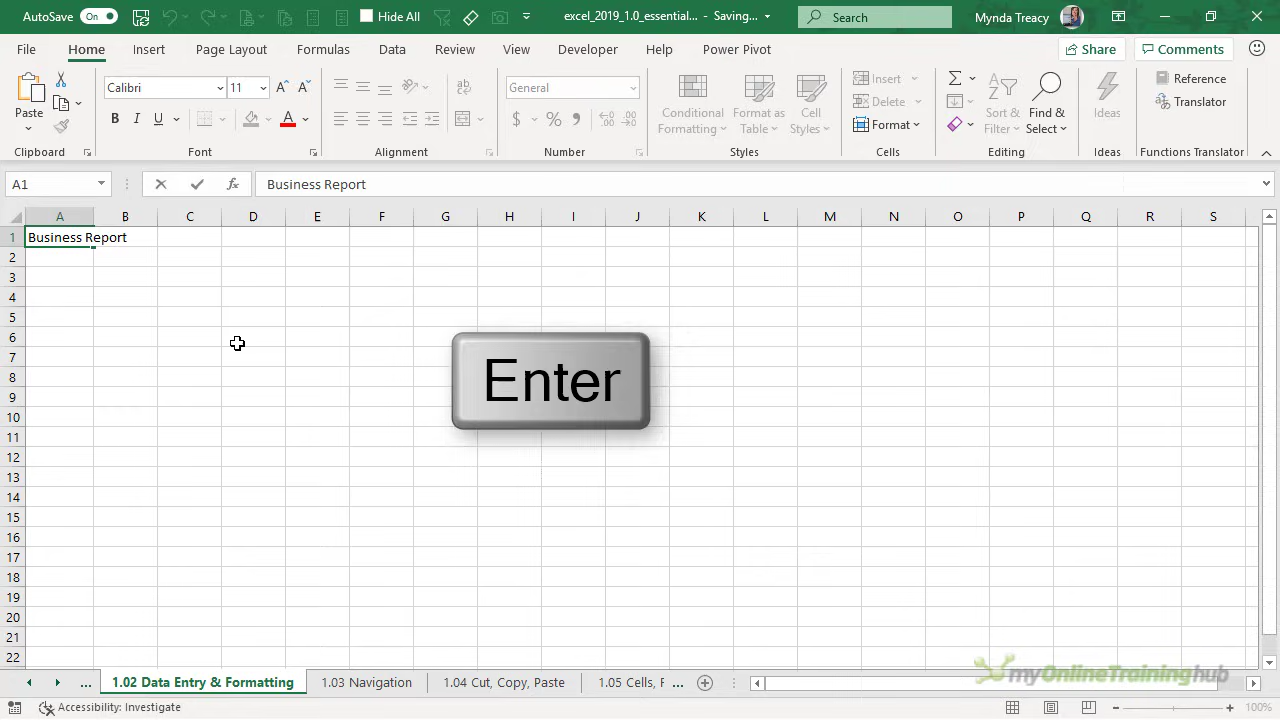 AutoSave On Hide All excel_2019_1.0_essential... - Saving... Search Mynda Treacy
File Home Insert Page Layout Formulas Data Review View Developer Help Power Pivot Share Comments
Calibri 11 General Insert Σ Reference
Paste B I U A $ % Conditional Formatting Format as Table Cell Styles Delete Format Sort & Filter Find & Select Ideas Translator
Clipboard Font Alignment Number Styles Cells Editing Ideas Functions Translator
A1 fx Business Report
A B C D E F G H I J K L M N O P Q R S
1 Business Report
2
3
4
5
6
7
8
9
10
11
12
13
14
15
16
17
18
19
20
21
22
Enter
myOnlineTraininghub
... 1.02 Data Entry & Formatting 1.03 Navigation 1.04 Cut, Copy, Paste 1.05 Cells, F ...
Accessibility: Investigate 100%